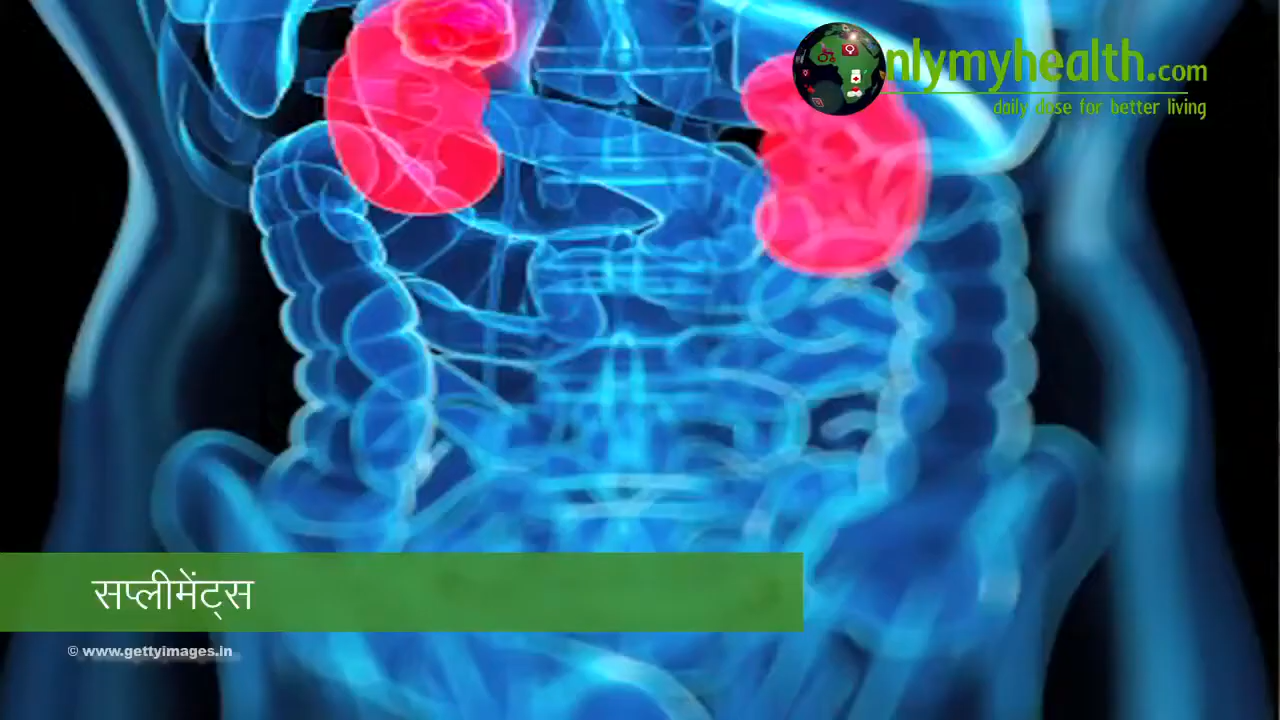 nlymyhealth.com
daily dose for better living
सप्लीमेंट्स
© www.gettyimages.in